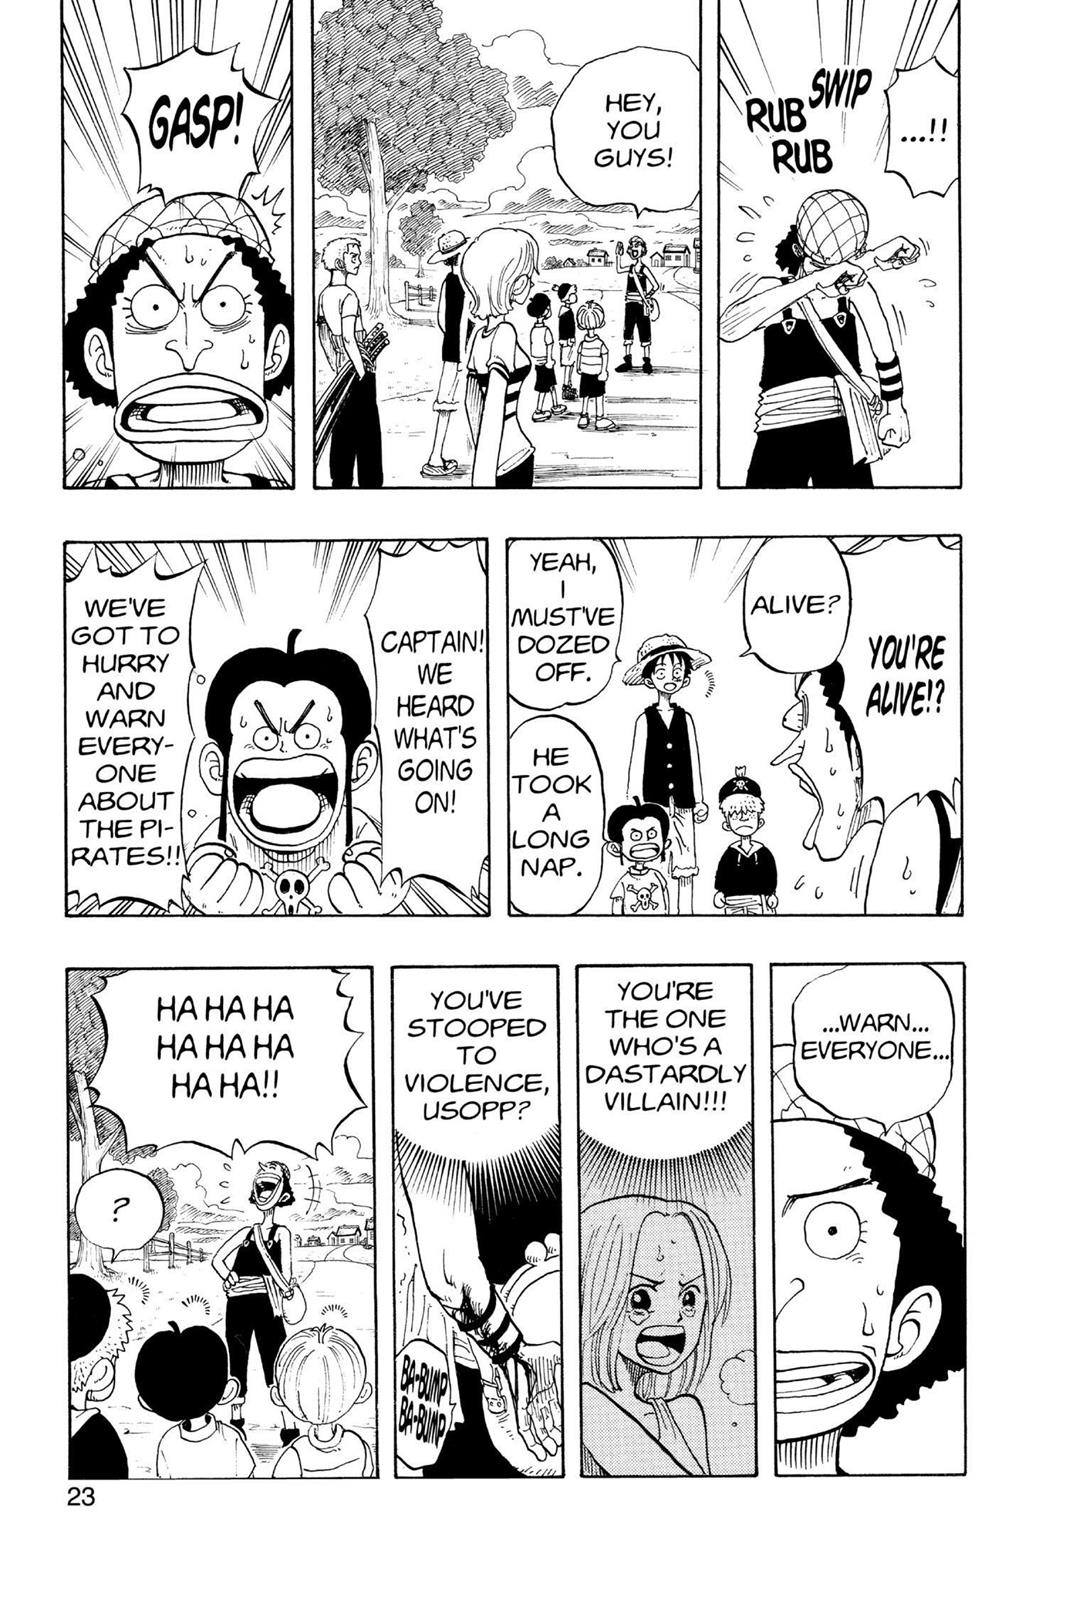 ...!!
SWIP
RUB
RUB
HEY,
YOU
GUYS!
GASP!
YOU'RE
ALIVE!?
ALIVE?
YEAH,
I
MUST'VE
DOZED
OFF.
HE
TOOK
A
LONG
NAP.
CAPTAIN!
WE
HEARD
WHAT'S
GOING
ON!
WE'VE
GOT TO
HURRY
AND
WARN
EVERY-
ONE
ABOUT
THE PI-
RATES!!
...WARN...
EVERYONE...
YOU'RE
THE ONE
WHO'S A
DASTARDLY
VILLAIN!!!
YOU'VE
STOOPED
TO
VIOLENCE,
USOPP?
BA-BUMP
BA-BUMP
HA HA HA
HA HA HA
HA HA!!
?
23